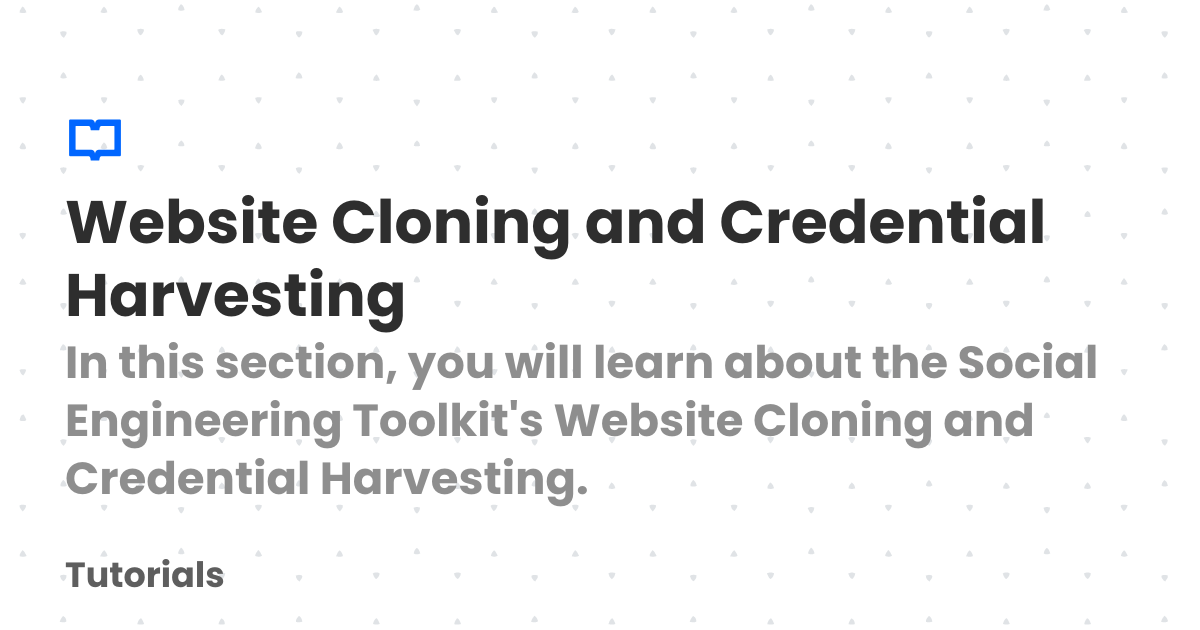 Website Cloning and Credential
Harvesting
In this section, you will learn about the Social
Engineering Toolkit's Website Cloning and
Credential Harvesting.
Tutorials